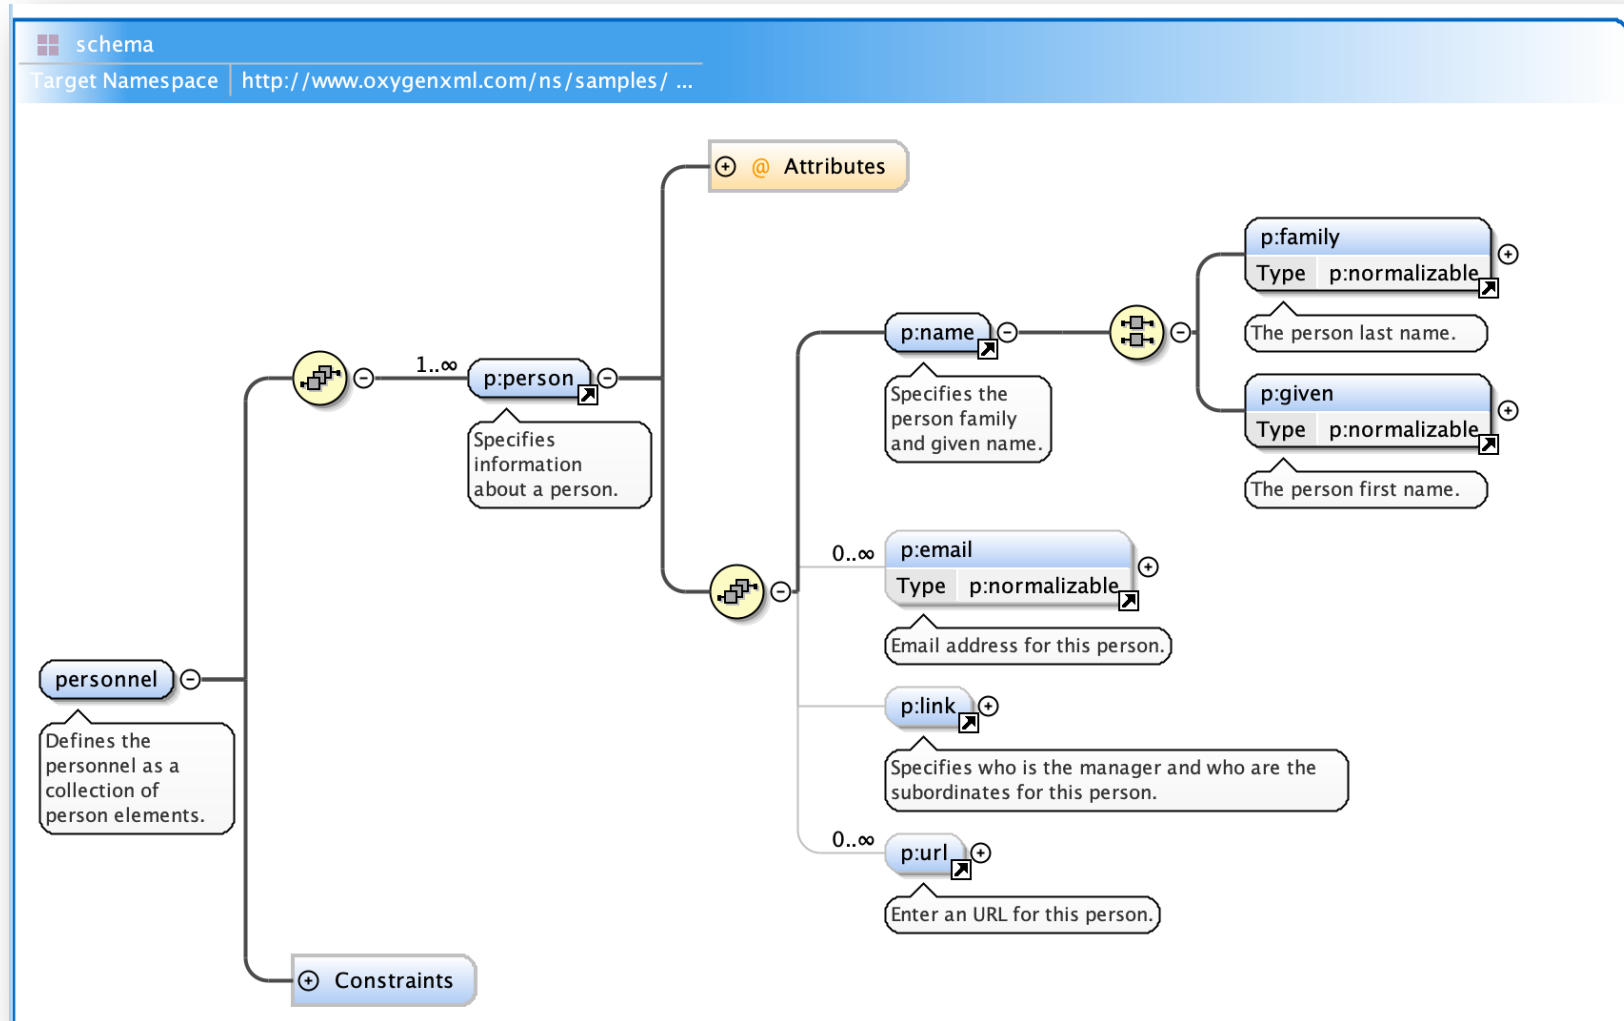 schema
Target Namespace http://www.oxygenxml.com/ns/samples/ ...
@ Attributes
p:family
Type p:normalizable
The person last name.
p:name
Specifies the
person family
and given name.
p:given
Type p:normalizable
The person first name.
1..∞
p:person
Specifies
information
about a person.
0..∞
p:email
Type p:normalizable
Email address for this person.
personnel
Defines the
personnel as a
collection of
person elements.
p:link
Specifies who is the manager and who are the
subordinates for this person.
0..∞
p:url
Enter an URL for this person.
Constraints